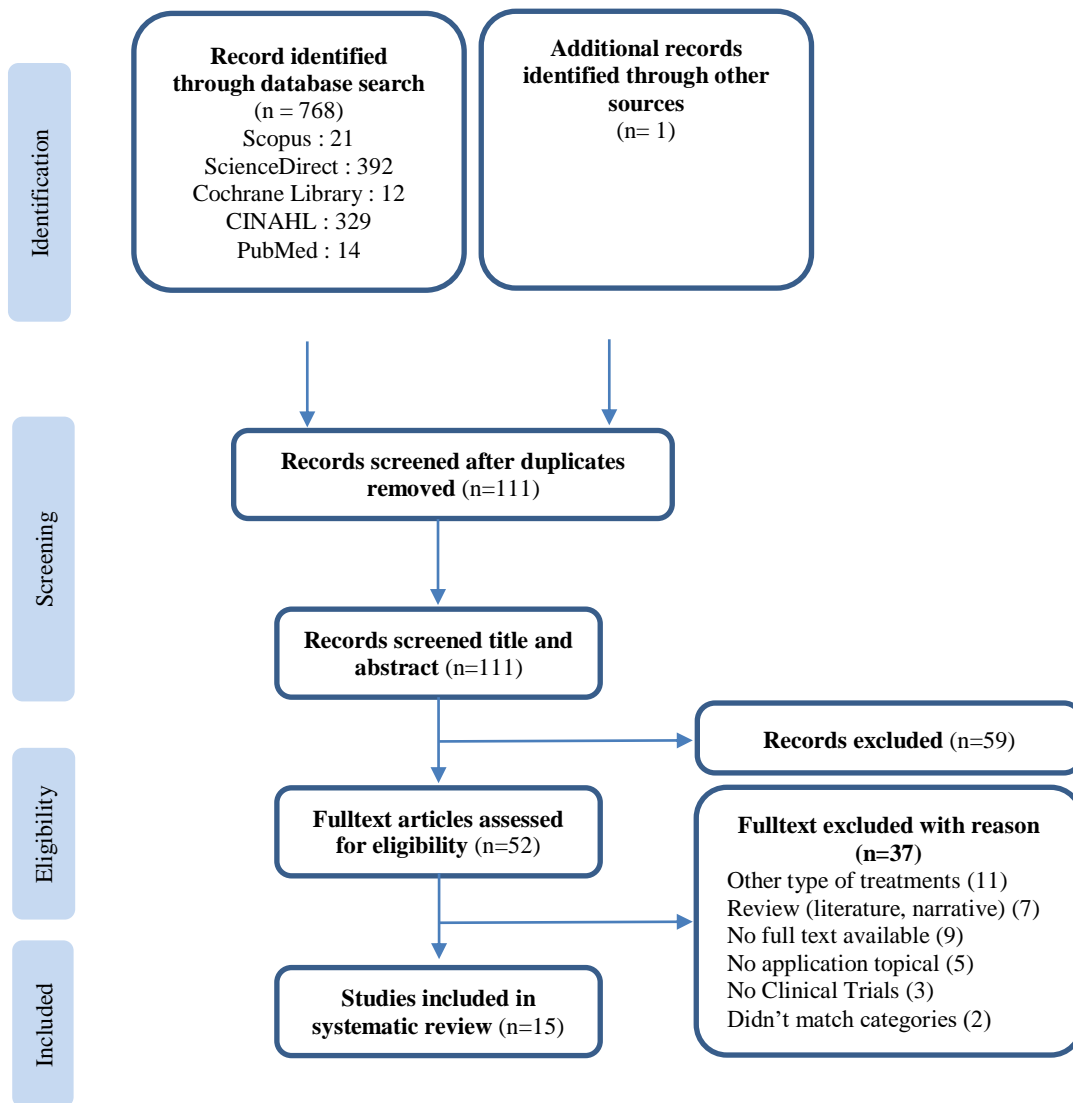 Identification
Record identified
through database search
(n = 768)
Scopus : 21
ScienceDirect : 392
Cochrane Library : 12
CINAHL : 329
PubMed : 14
Additional records
identified through other
sources
(n= 1)
Screening
Records screened after duplicates
removed (n=111)
Records screened title and
abstract (n=111)
Records excluded (n=59)
Eligibility
Fulltext articles assessed
for eligibility (n=52)
Fulltext excluded with reason
(n=37)
Other type of treatments (11)
Review (literature, narrative) (7)
No full text available (9)
No application topical (5)
No Clinical Trials (3)
Didn’t match categories (2)
Included
Studies included in
systematic review (n=15)